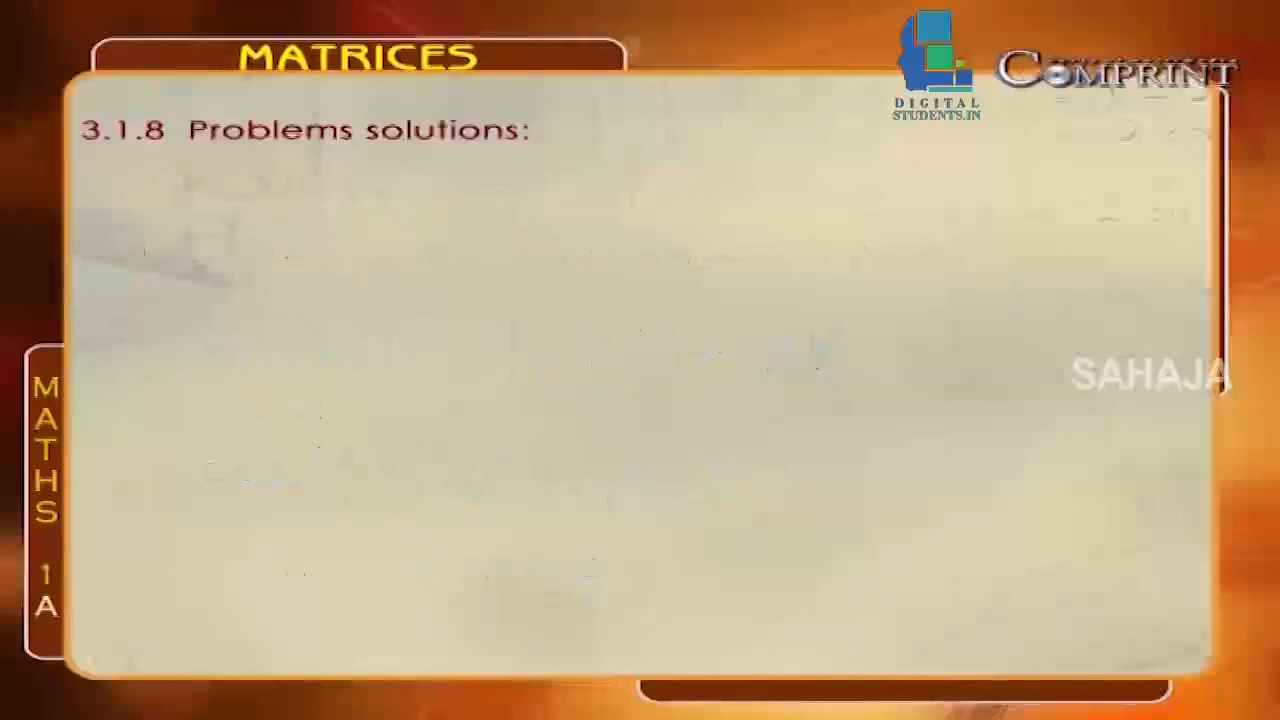 MATRICES
DIGITAL
STUDENTS.IN
COMPRINT
3.1.8 Problems solutions:
SAHAJA
MATHS 1A